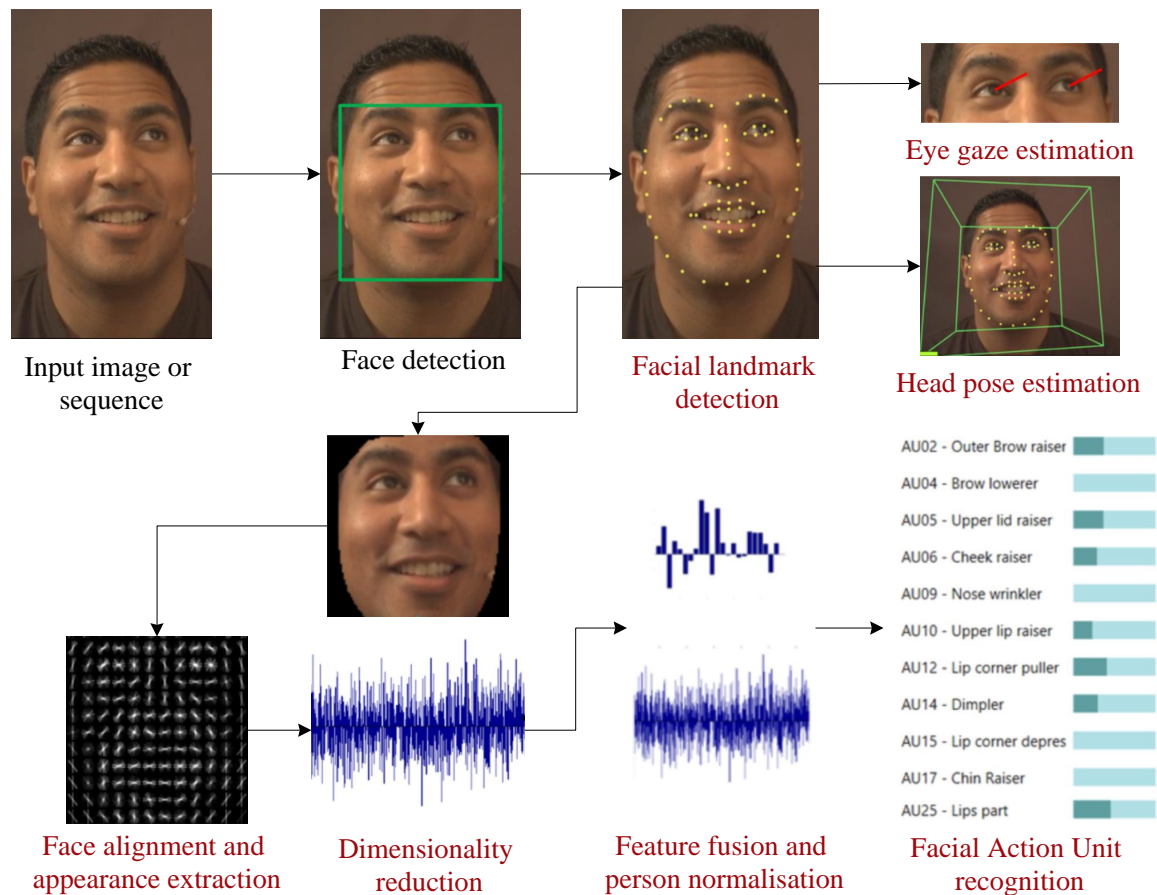 Eye gaze estimation
Input image or
sequence
Face detection
Facial landmark
detection
Head pose estimation
AU02 - Outer Brow raiser
AU04 - Brow lowerer
AU05 - Upper lid raiser
AU06 - Cheek raiser
AU09 - Nose wrinkler
AU10 - Upper lip raiser
AU12 - Lip corner puller
AU14 - Dimpler
AU15 - Lip corner depres
AU17 - Chin Raiser
AU25 - Lips part
Face alignment and
appearance extraction
Dimensionality
reduction
Feature fusion and
person normalisation
Facial Action Unit
recognition